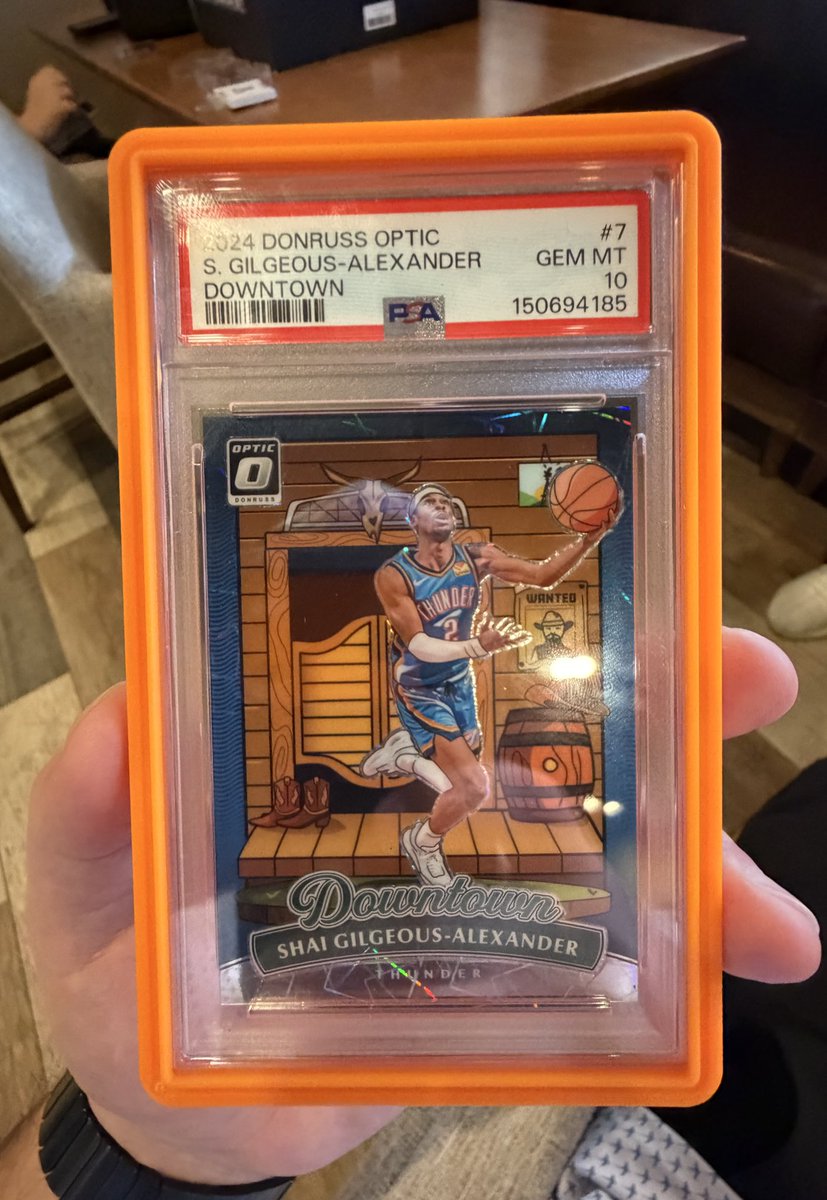 2024 DONRUSS OPTIC #7
S. GILGEOUS-ALEXANDER GEM MT
DOWNTOWN 10
PSA 150694185
OPTIC
O
DONRUSS
THUNDER
2
WANTED
Downtown
SHAI GILGEOUS-ALEXANDER
THUNDER